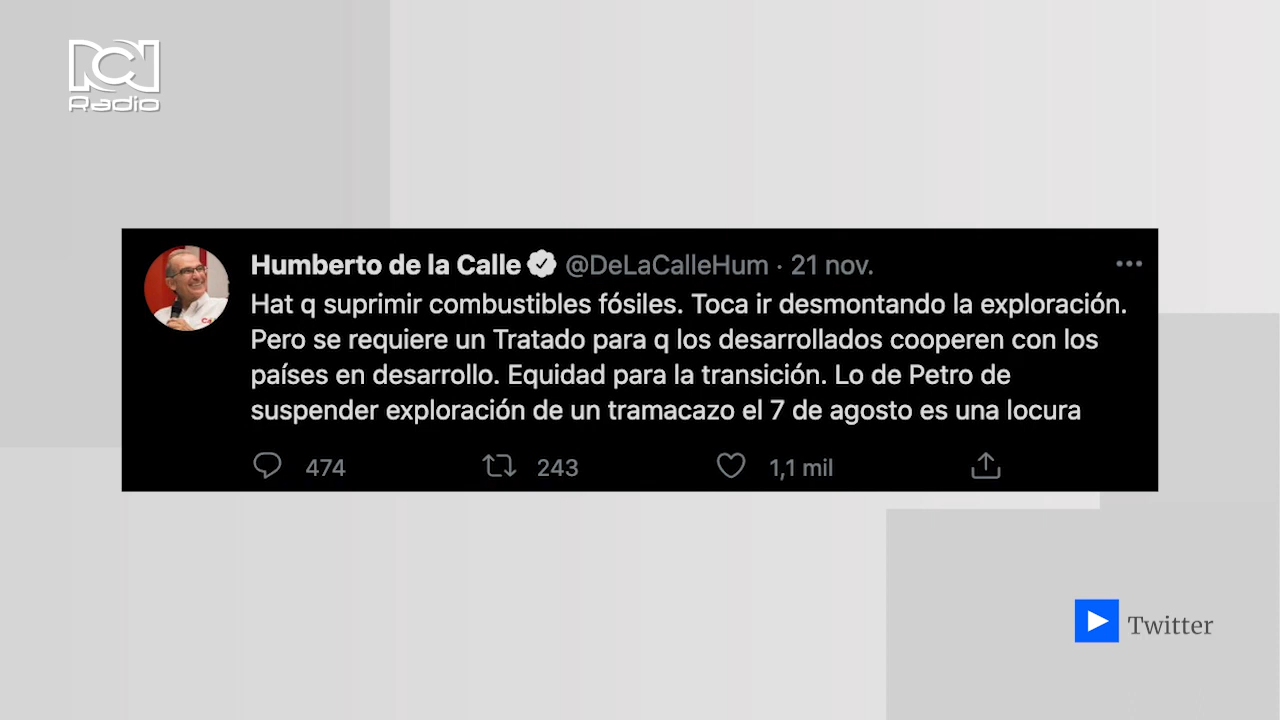 RCN
Radio
Humberto de la Calle @DeLaCalleHum · 21 nov.
Hat q suprimir combustibles fósiles. Toca ir desmontando la exploración.
Pero se requiere un Tratado para q los desarrollados cooperen con los
países en desarrollo. Equidad para la transición. Lo de Petro de
suspender exploración de un tramacazo el 7 de agosto es una locura
474 243 1,1 mil
Twitter